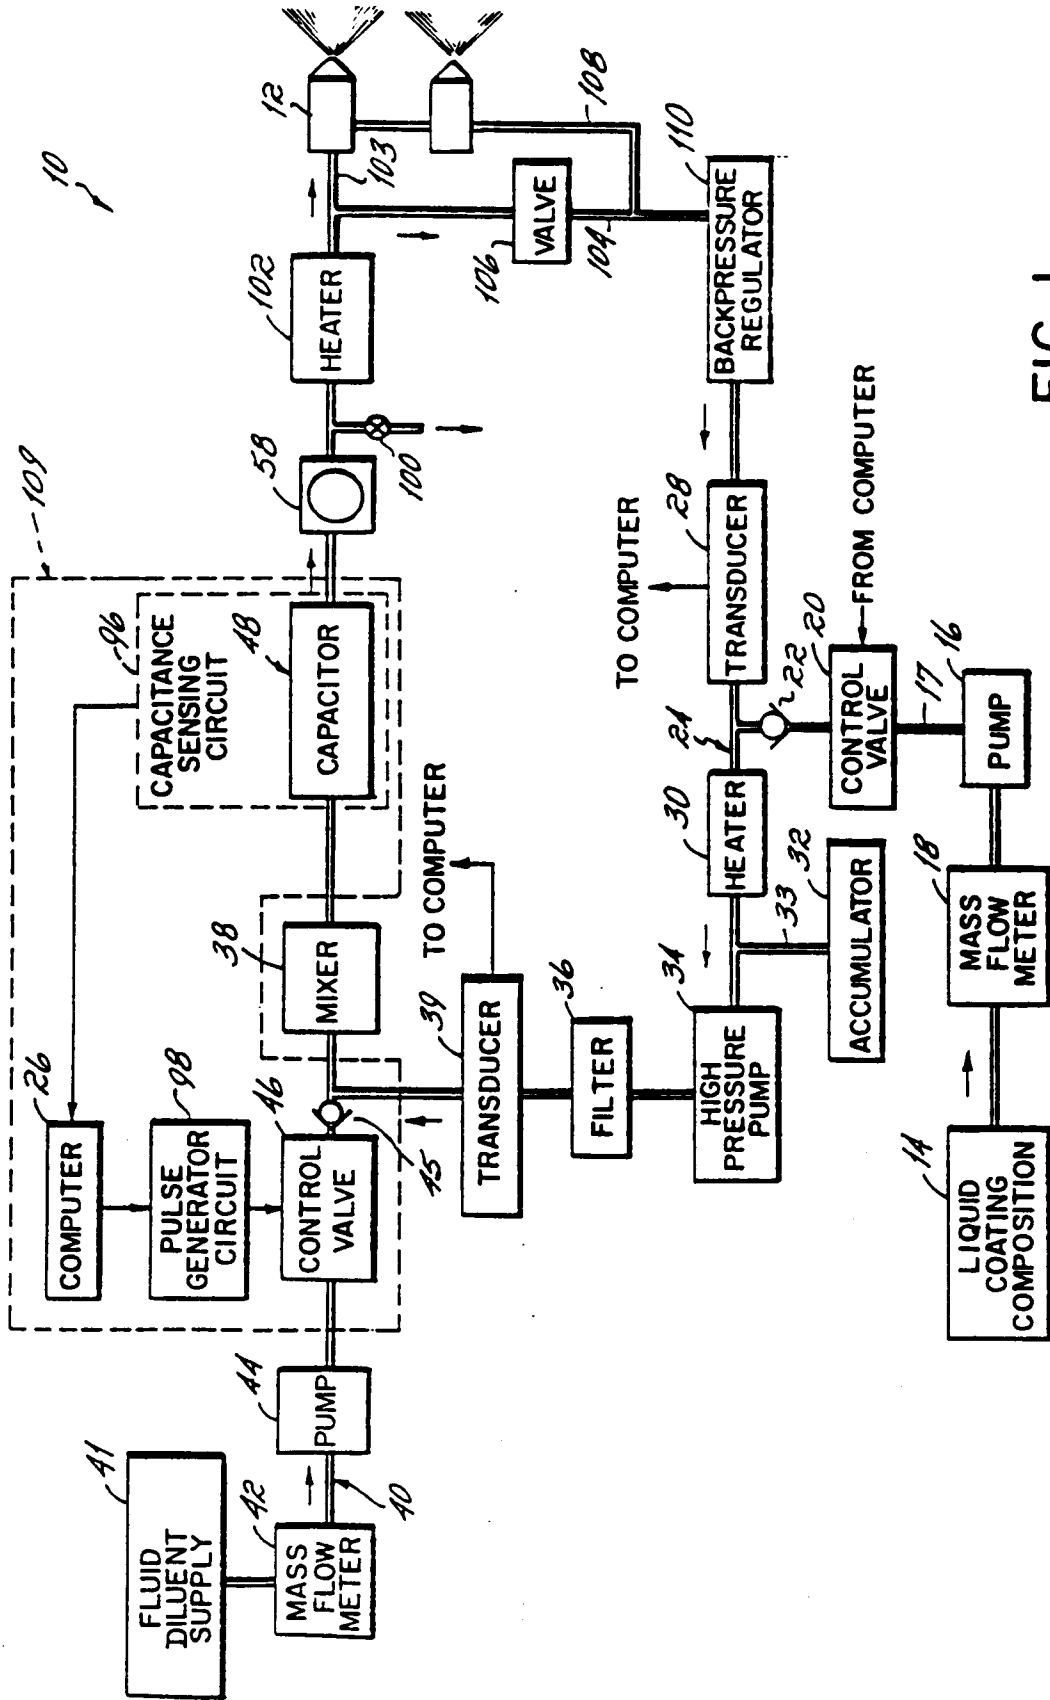 10
109
96
CAPACITANCE
SENSING
CIRCUIT
26
COMPUTER
98
PULSE
GENERATOR
CIRCUIT
41
FLUID
DILUENT
SUPPLY
42
MASS
FLOW
METER
40
44
PUMP
46
CONTROL
VALVE
45
38
MIXER
48
CAPACITOR
58
100
102
HEATER
103
12
106
VALVE
104
108
110
BACKPRESSURE
REGULATOR
TO COMPUTER
39
TRANSDUCER
36
FILTER
34
HIGH
PRESSURE
PUMP
33
32
ACCUMULATOR
30
HEATER
24
TO COMPUTER
28
TRANSDUCER
22
20
CONTROL
VALVE
FROM COMPUTER
17
16
PUMP
18
MASS
FLOW
METER
14
LIQUID
COATING
COMPOSITION
FIG. 1